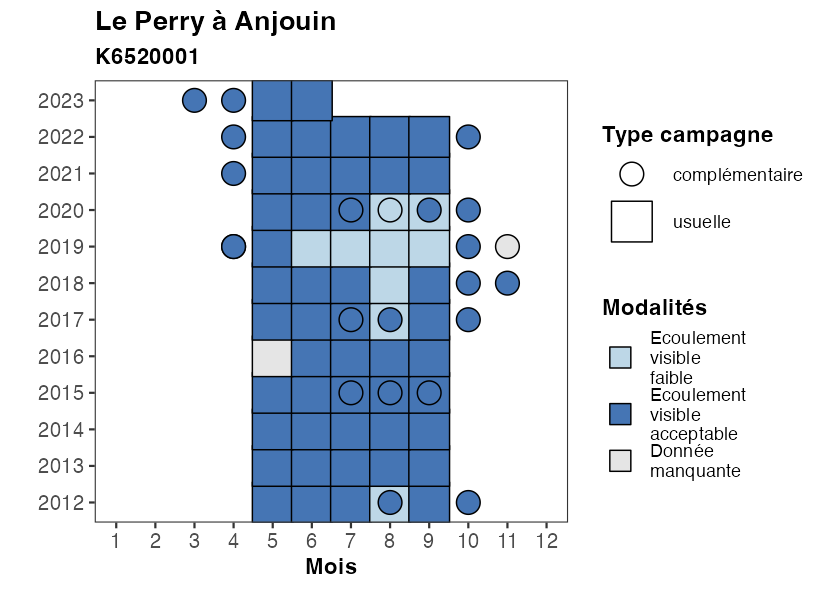 Le Perry à Anjouin
K6520001
2023
2022
2021
2020
2019
2018
2017
2016
2015
2014
2013
2012
1 2 3 4 5 6 7 8 9 10 11 12
Mois
Type campagne
complémentaire
usuelle
Modalités
Ecoulement
visible
faible
Ecoulement
visible
acceptable
Donnée
manquante